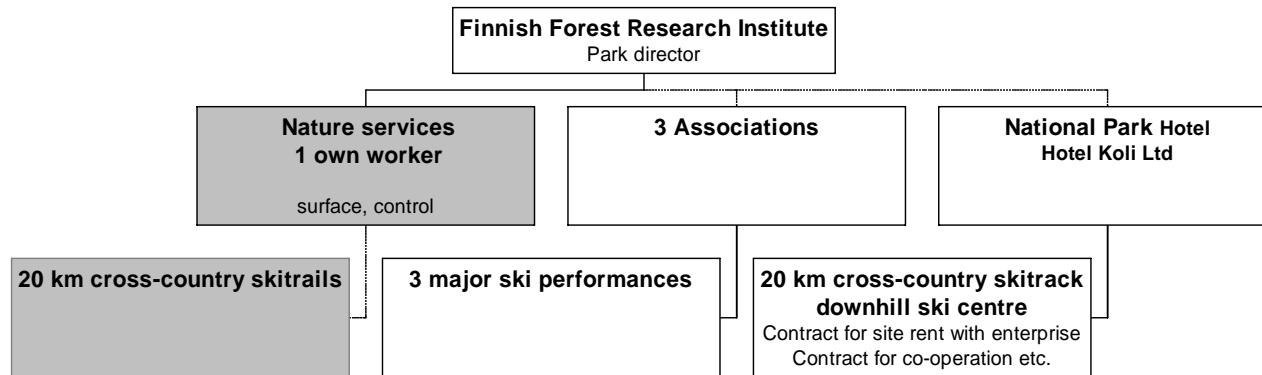 Finnish Forest Research Institute
Park director
Nature services
1 own worker
surface, control
3 Associations
National Park Hotel
Hotel Koli Ltd
20 km cross-country skitrails
3 major ski performances
20 km cross-country skitrack
downhill ski centre
Contract for site rent with enterprise
Contract for co-operation etc.